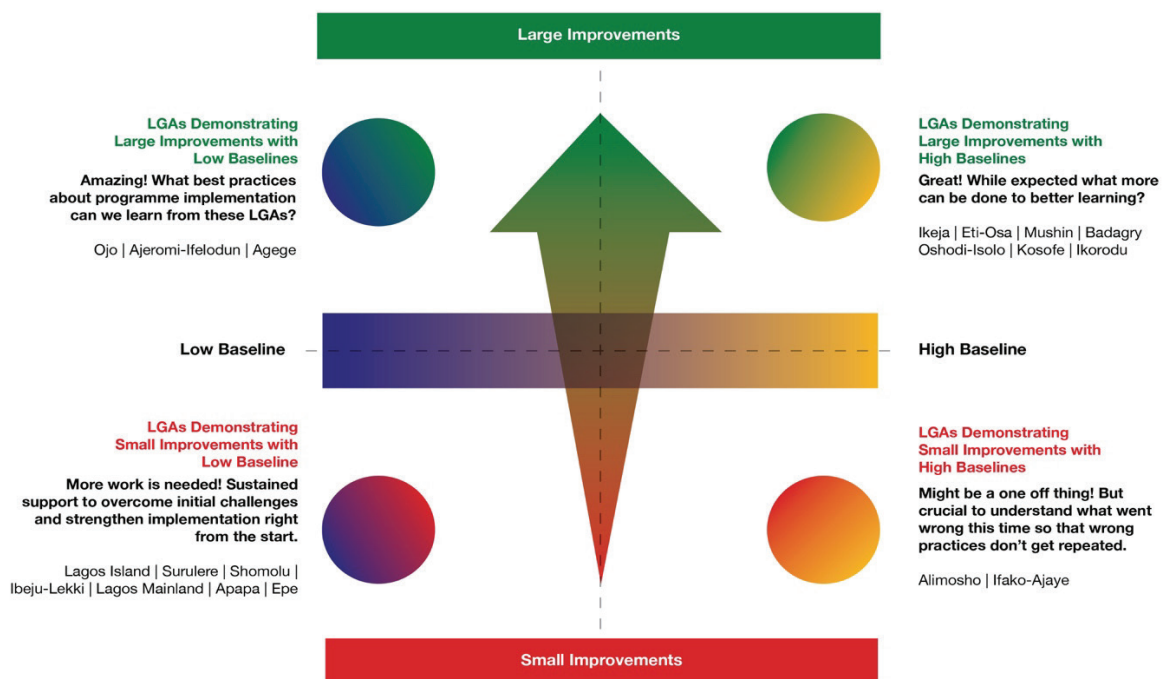 Large Improvements
LGAs Demonstrating
Large Improvements with
Low Baselines
Amazing! What best practices
about programme implementation
can we learn from these LGAs?
Ojo | Ajeromi-Ifelodun | Agege
LGAs Demonstrating
Large Improvements with
High Baselines
Great! While expected what more
can be done to better learning?
Ikeja | Eti-Osa | Mushin | Badagry
Oshodi-Isolo | Kosofe | Ikorodu
Low Baseline
High Baseline
LGAs Demonstrating
Small Improvements with
Low Baseline
More work is needed! Sustained
support to overcome initial challenges
and strengthen implementation right
from the start.
Lagos Island | Surulere | Shomolu |
Ibeju-Lekki | Lagos Mainland | Apapa | Epe
LGAs Demonstrating
Small Improvements with
High Baselines
Might be a one off thing! But
crucial to understand what went
wrong this time so that wrong
practices don’t get repeated.
Alimosho | Ifako-Ajaye
Small Improvements